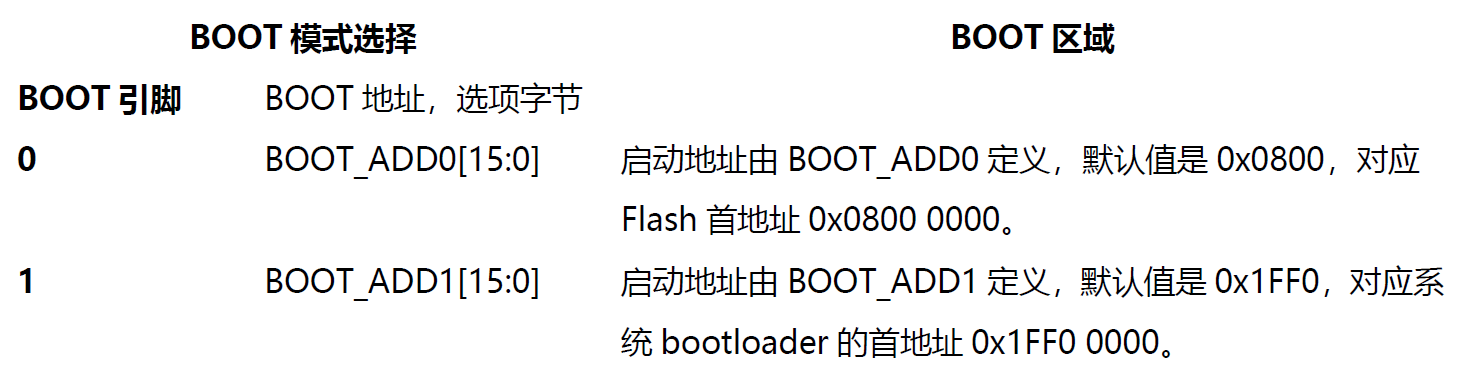 BOOT 模式选择 BOOT 区域
BOOT 引脚 BOOT 地址，选项字节
0 BOOT_ADD0[15:0] 启动地址由 BOOT_ADD0 定义，默认值是 0x0800，对应
Flash 首地址 0x0800 0000。
1 BOOT_ADD1[15:0] 启动地址由 BOOT_ADD1 定义，默认值是 0x1FF0，对应系
统 bootloader 的首地址 0x1FF0 0000。